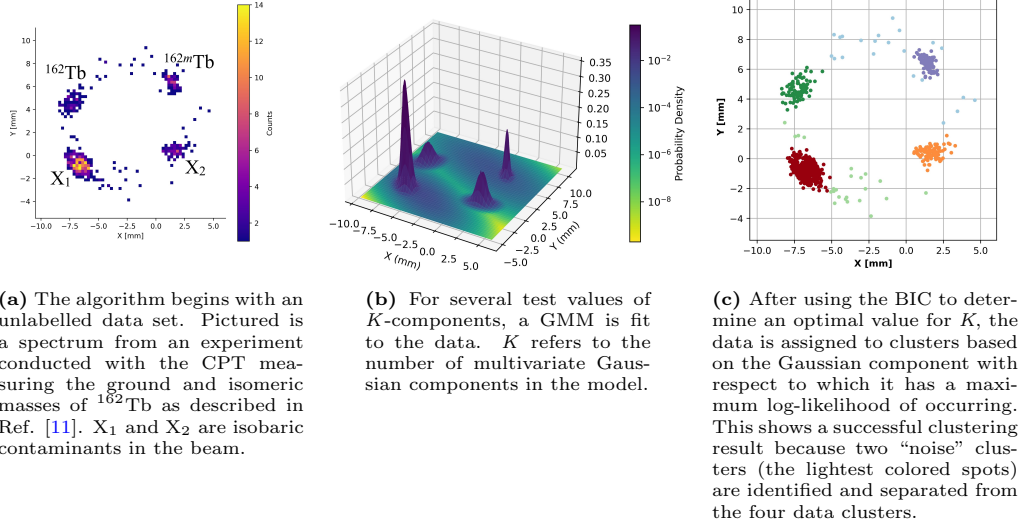 10
8
6
4
2
0
−2
−4
Y [mm]
−10.0 −7.5 −5.0 −2.5 0.0 2.5 5.0
X [mm]
162Tb
162mTb
X1
X2
14
12
10
8
6
4
2
Counts
0.35
0.30
0.25
0.20
0.15
0.10
0.05
−10.0 −7.5 −5.0 −2.5 0.0 2.5 5.0
X (mm)
10.0
7.5
5.0
2.5
0.0
−2.5
−5.0
Y (mm)
10−2
10−4
10−6
10−8
Probability Density
10
8
6
4
2
0
−2
−4
Y [mm]
−10.0 −7.5 −5.0 −2.5 0.0 2.5 5.0
X [mm]
(a) The algorithm begins with an
unlabelled data set. Pictured is
a spectrum from an experiment
conducted with the CPT mea-
suring the ground and isomeric
masses of 162Tb as described in
Ref. [11]. X1 and X2 are isobaric
contaminants in the beam.
(b) For several test values of
K-components, a GMM is fit
to the data. K refers to the
number of multivariate Gaus-
sian components in the model.
(c) After using the BIC to deter-
mine an optimal value for K, the
data is assigned to clusters based
on the Gaussian component with
respect to which it has a maxi-
mum log-likelihood of occurring.
This shows a successful clustering
result because two “noise” clus-
ters (the lightest colored spots)
are identified and separated from
the four data clusters.